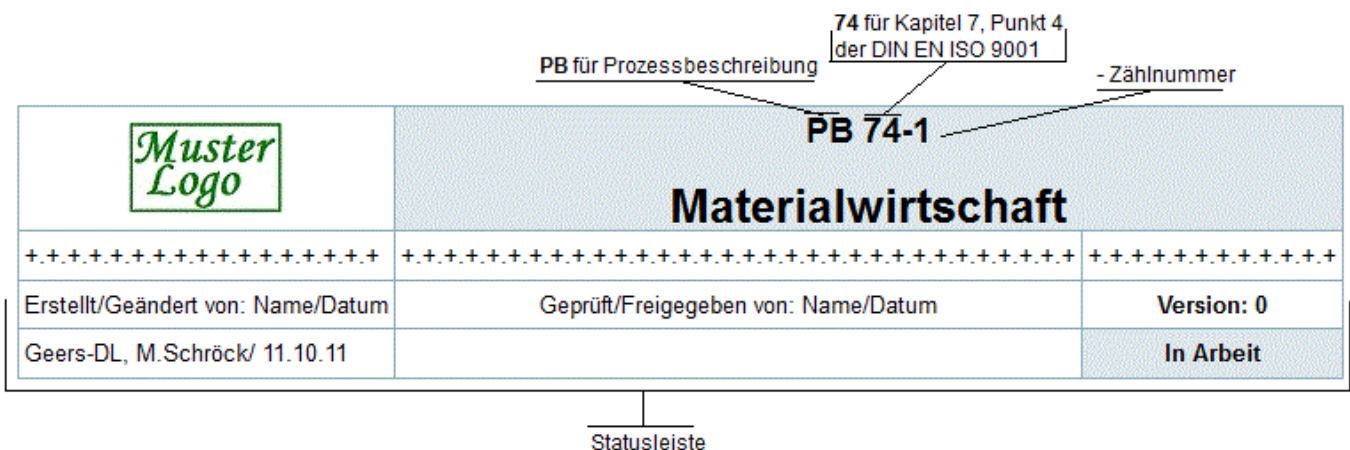 74 für Kapitel 7, Punkt 4
der DIN EN ISO 9001
PB für Prozessbeschreibung
- Zählnummer
Muster
Logo
PB 74-1
Materialwirtschaft
+.+.+.+.+.+.+.+.+.+.+.+.+.+.+.+.+ +.+.+.+.+.+.+.+.+.+.+.+.+.+.+.+.+.+.+.+.+.+.+.+.+.+.+.+.+.+.+.+ +.+.+.+.+.+.+.+.+.+.+.+
Erstellt/Geändert von: Name/Datum Geprüft/Freigegeben von: Name/Datum Version: 0
Geers-DL, M.Schröck/ 11.10.11 In Arbeit
Statusleiste